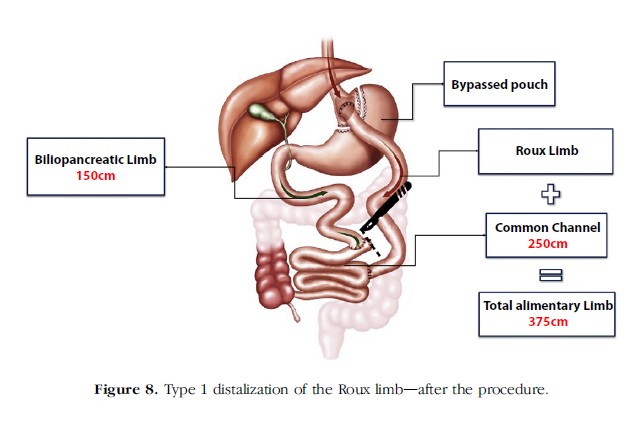 Bypassed pouch
Biliopancreatic Limb
150cm
Roux Limb
Common Channel
250cm
Total alimentary Limb
375cm
Figure 8. Type 1 distalization of the Roux limb—after the procedure.